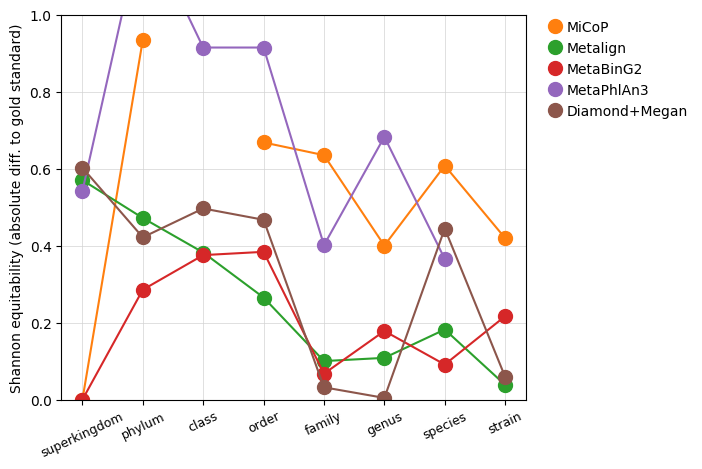 Shannon equitability (absolute diff. to gold standard)
1.0
0.8
0.6
0.4
0.2
0.0
superkingdom
phylum
class
order
family
genus
species
strain
MiCoP
Metalign
MetaBinG2
MetaPhlAn3
Diamond+Megan